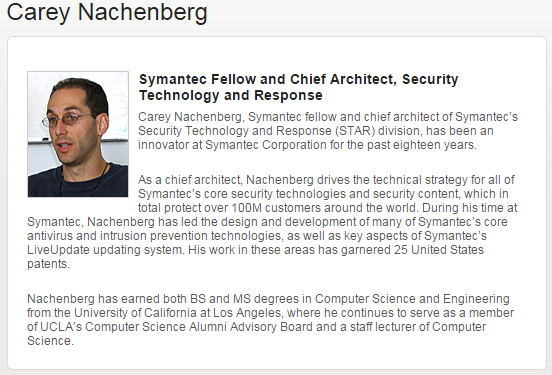 Carey Nachenberg
Symantec Fellow and Chief Architect, Security
Technology and Response
Carey Nachenberg, Symantec fellow and chief architect of Symantec's
Security Technology and Response (STAR) division, has been an
innovator at Symantec Corporation for the past eighteen years.
As a chief architect, Nachenberg drives the technical strategy for all of
Symantec's core security technologies and security content, which in
total protect over 100M customers around the world. During his time at
Symantec, Nachenberg has led the design and development of many of Symantec's core
antivirus and intrusion prevention technologies, as well as key aspects of Symantec's
LiveUpdate updating system. His work in these areas has garnered 25 United States
patents.
Nachenberg has earned both BS and MS degrees in Computer Science and Engineering
from the University of California at Los Angeles, where he continues to serve as a member
of UCLA's Computer Science Alumni Advisory Board and a staff lecturer of Computer
Science.